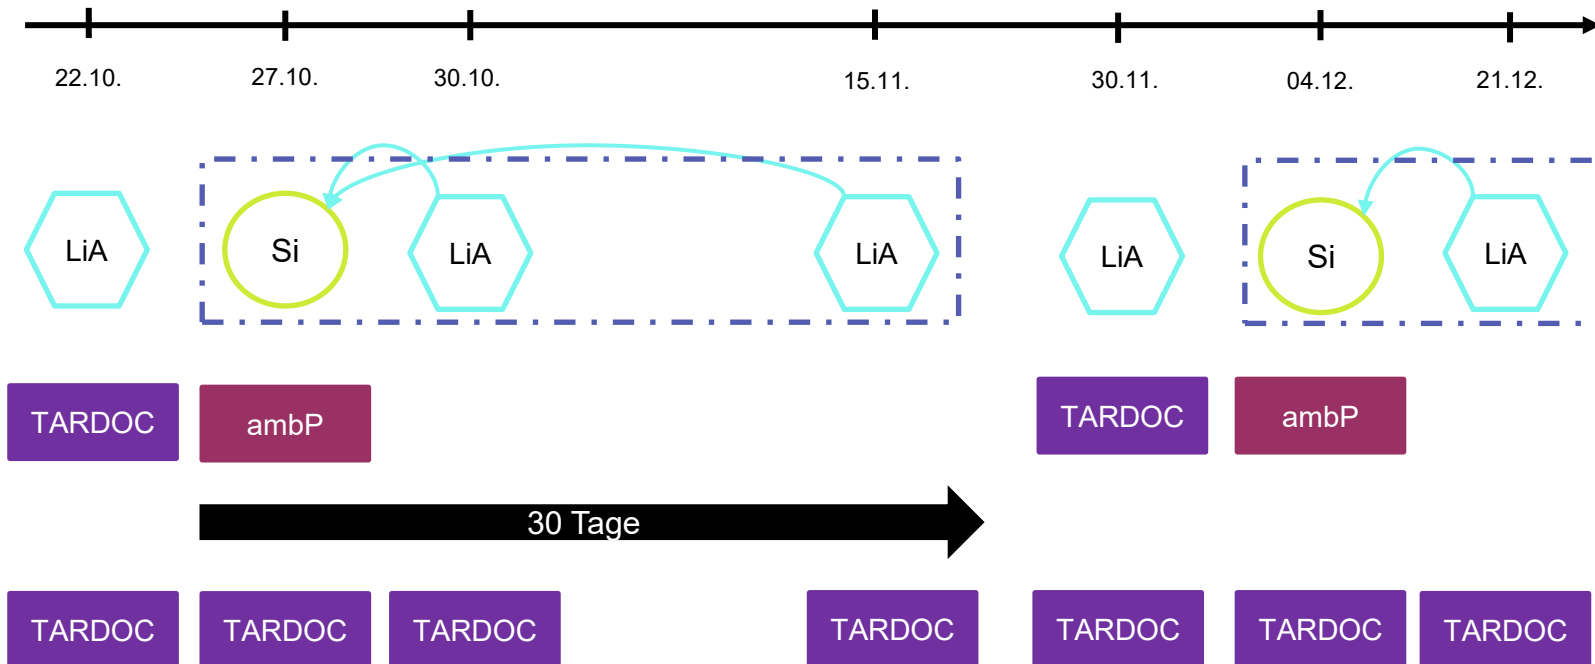 22.10. 27.10. 30.10. 15.11. 30.11. 04.12. 21.12.
LiA Si LiA LiA LiA Si LiA
TARDOC ambP TARDOC ambP
30 Tage
TARDOC TARDOC TARDOC TARDOC TARDOC TARDOC TARDOC